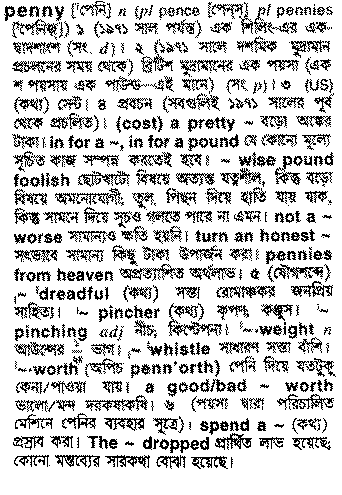 penny ['পেনি] n (pl pence [পেন্‌স্] pl pennies
['পেনিজ্]) ১ (১৯৭১ সাল পর্যন্ত) এক শিলিং-এর এক-
দ্বাদশাংশ (সং. d)। ২ (১৯৭১ সালে দশমিক মুদ্রামান
প্রচলনের সময় থেকে) ব্রিটিশ মুদ্রামানের এক পয়সা (এক
শ পয়সায় এক পাউন্ড—এই মানে) (সং p)। ৩ (US)
(কথ্য) সেন্ট। ৪ প্রবচন (সবগুলিই ১৯৭১ সালের পূর্ব
থেকে প্রচলিত)। (cost) a pretty ~ বড়ো অঙ্কের
টাকা। in for a ~, in for a pound যে কোনো মূল্যে
সূচিত কাজ সম্পন্ন করতেই হবে। ~ wise pound
foolish ছোটখাটো বিষয়ে অত্যন্ত যত্নশীল, কিন্তু বড়ো
বিষয়ে অমনোযোগী, তুল. পিছন দিয়ে হাতি যায় যাক,
কিন্তু সামনে দিয়ে সুচও গলতে পারে না এমন। not a ~
worse সামান্যও ক্ষতি হয়নি। turn an honest ~
সৎভাবে সামান্য কিছু টাকা উপার্জন করা। pennies
from heaven অপ্রত্যাশিত অর্থলাভ। ৫ (যৌগশব্দে)
,~ 'dreadful (কথ্য) সস্তা রোমাঞ্চকর জনপ্রিয়
সাহিত্য। '~ pincher (কথ্য) কৃপণ, কঞ্জুস। '~
pinching adj নীচ, কিপ্টেপনা। '~-weight n
আউন্সের ভাগ। ,~ 'whistle সাধারণ সস্তা বাঁশি।
'~-worth (অপিচ penn'orth) পেনি দিয়ে যতটুকু
কেনা/পাওয়া যায়। a good/bad ~ worth
ভালো/মন্দ দরকষাকষি। ৬ (পয়সা দ্বারা পরিচালিত
মেশিনে পেনির ব্যবহার সূত্রে)। spend a ~ (কথ্য)
প্রস্রাব করা। The ~ dropped প্রার্থিত লাভ হয়েছে;
কোনো মন্তব্যের সারকথা বোঝা হয়েছে।